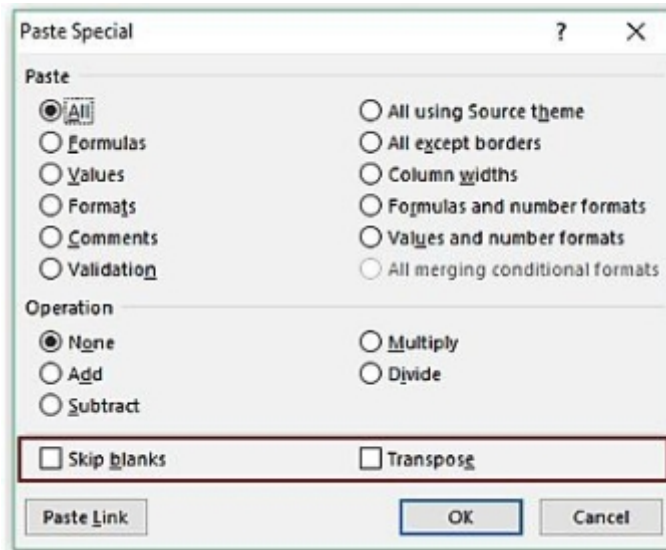 Paste Special ?
Paste
All All using Source theme
Formulas All except borders
Values Column widths
Formats Formulas and number formats
Comments Values and number formats
Validation All merging conditional formats
Operation
None Multiply
Add Divide
Subtract
Skip blanks Transpose
Paste Link OK Cancel